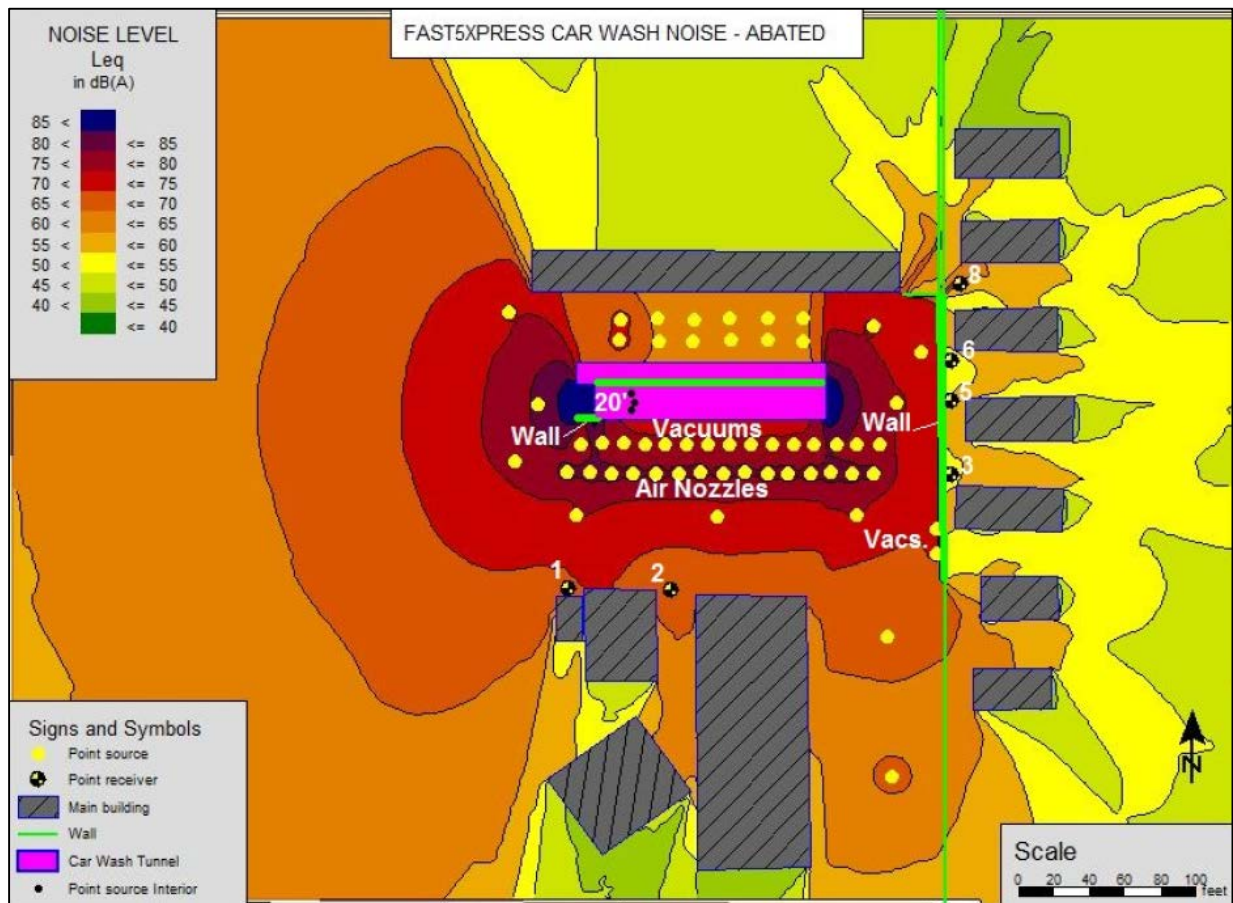 FAST5XPRESS CAR WASH NOISE - ABATED
NOISE LEVEL
Leq
in dB(A)
85 <
80 < <= 85
75 < <= 80
70 < <= 75
65 < <= 70
60 < <= 65
55 < <= 60
50 < <= 55
45 < <= 50
40 < <= 45
<= 40
8
6
20'
5
Wall
Vacuums
Wall
3
Air Nozzles
Vacs.
1
2
Signs and Symbols
Point source
Point receiver
Main building
Wall
Car Wash Tunnel
Point source Interior
N
Scale
0 20 40 60 80 100
feet